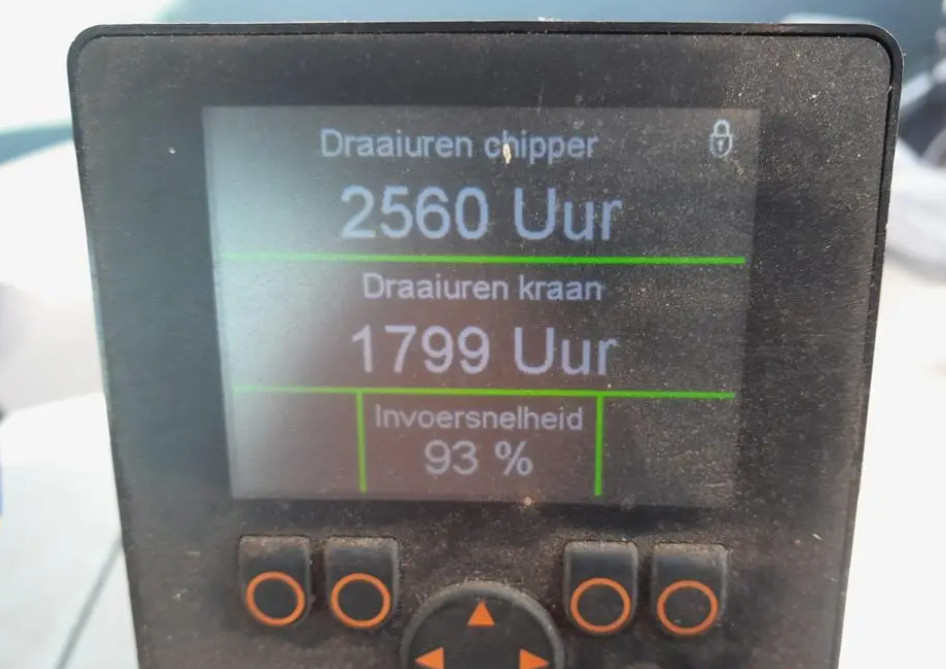 Draaiuren chipper
2560 Uur
Draaiuren kraan
1799 Uur
Invoersnelheid
93 %